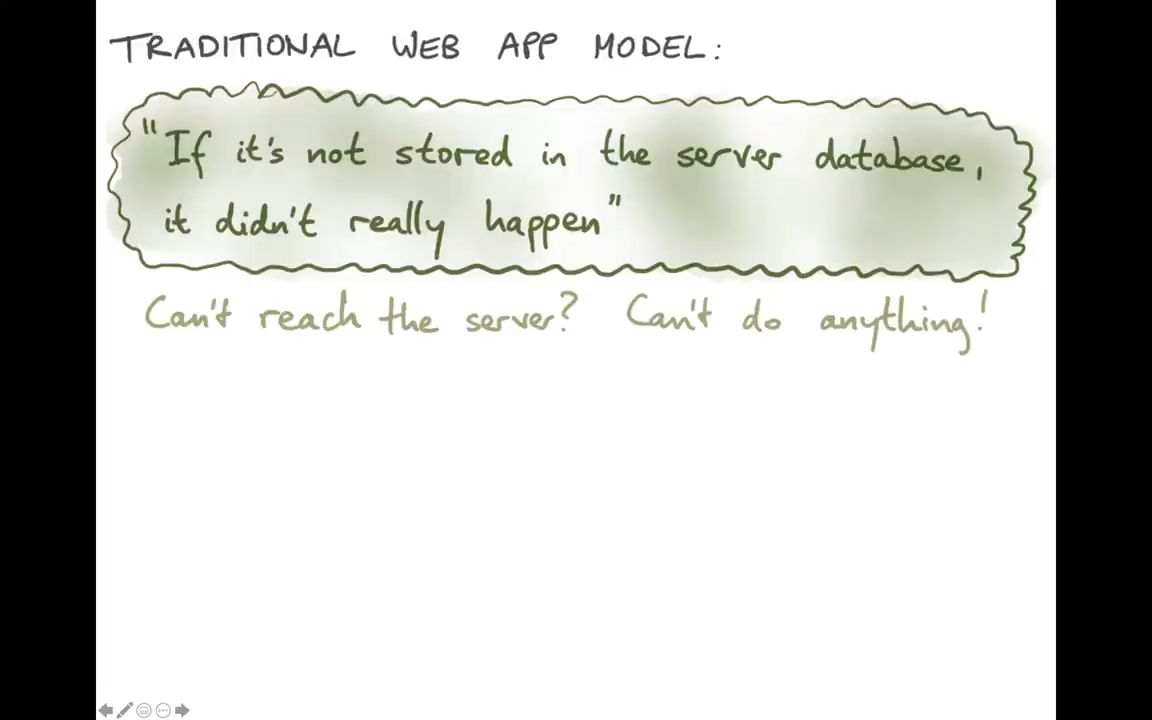 TRADITIONAL WEB APP MODEL:
"If it's not stored in the server database,
it didn't really happen"
Can't reach the server? Can't do anything!